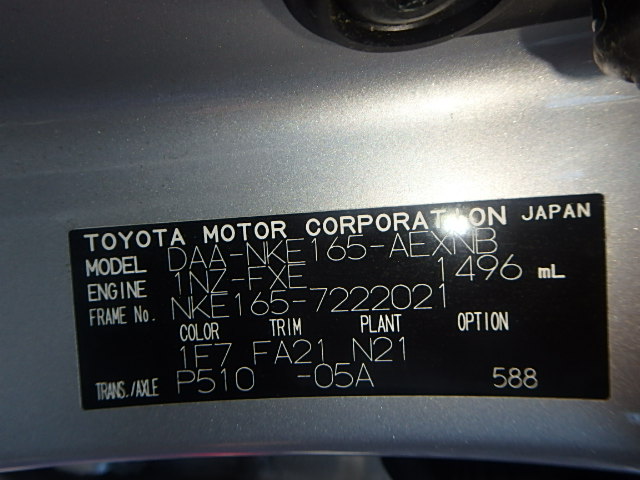 TOYOTA MOTOR CORPORATION JAPAN
MODEL DAA-NKE165-AEXNB
ENGINE 1NZ-FXE 1496 mL
FRAME No. NKE165-7222021
COLOR TRIM PLANT OPTION
1F7 FA21 N21
TRANS./AXLE P510 -05A 588